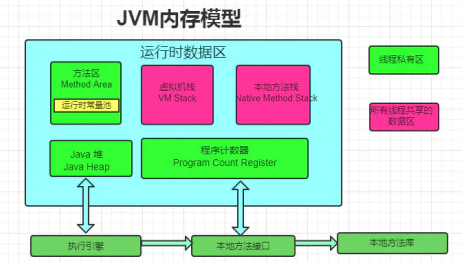 JVM内存模型
运行时数据区
方法区
Method Area
运行时常量池
虚拟机栈
VM Stack
本地方法栈
Native Method Stack
线程私有区
所有线程共享的
数据区
Java 堆
Java Heap
程序计数器
Program Count Register
执行引擎
本地方法接口
本地方法库